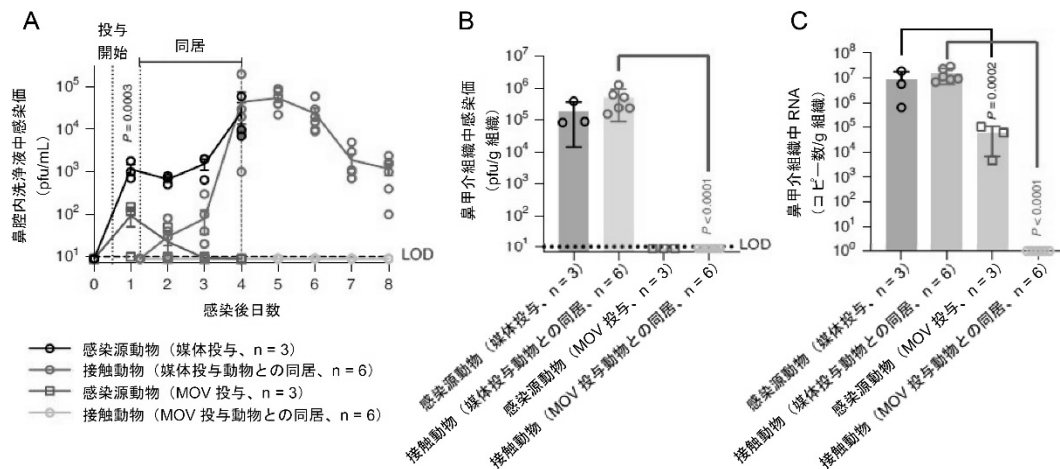 A
投与
開始
同居
P = 0.0003
鼻腔内洗浄液中感染価
(pfu/mL)
10⁵
10⁴
10³
10²
10¹
LOD
0 1 2 3 4 5 6 7 8
感染後日数
感染源動物（媒体投与、n = 3）
接触動物（媒体投与動物との同居、n = 6）
感染源動物（MOV 投与、n = 3）
接触動物（MOV 投与動物との同居、n = 6）
B
鼻甲介組織中感染価
(pfu/g 組織)
10⁷
10⁶
10⁵
10⁴
10³
10²
10¹
LOD
P < 0.0001
感染源動物（媒体投与、n = 3）
接触動物（媒体投与動物との同居、n = 6）
感染源動物（MOV 投与、n = 3）
接触動物（MOV 投与動物との同居、n = 6）
C
鼻甲介組織中 RNA
（コピー数/g 組織）
10⁸
10⁷
10⁶
10⁵
10⁴
10³
10²
10¹
10⁰
P = 0.0002
P < 0.0001
感染源動物（媒体投与、n = 3）
接触動物（媒体投与動物との同居、n = 6）
感染源動物（MOV 投与、n = 3）
接触動物（MOV 投与動物との同居、n = 6）